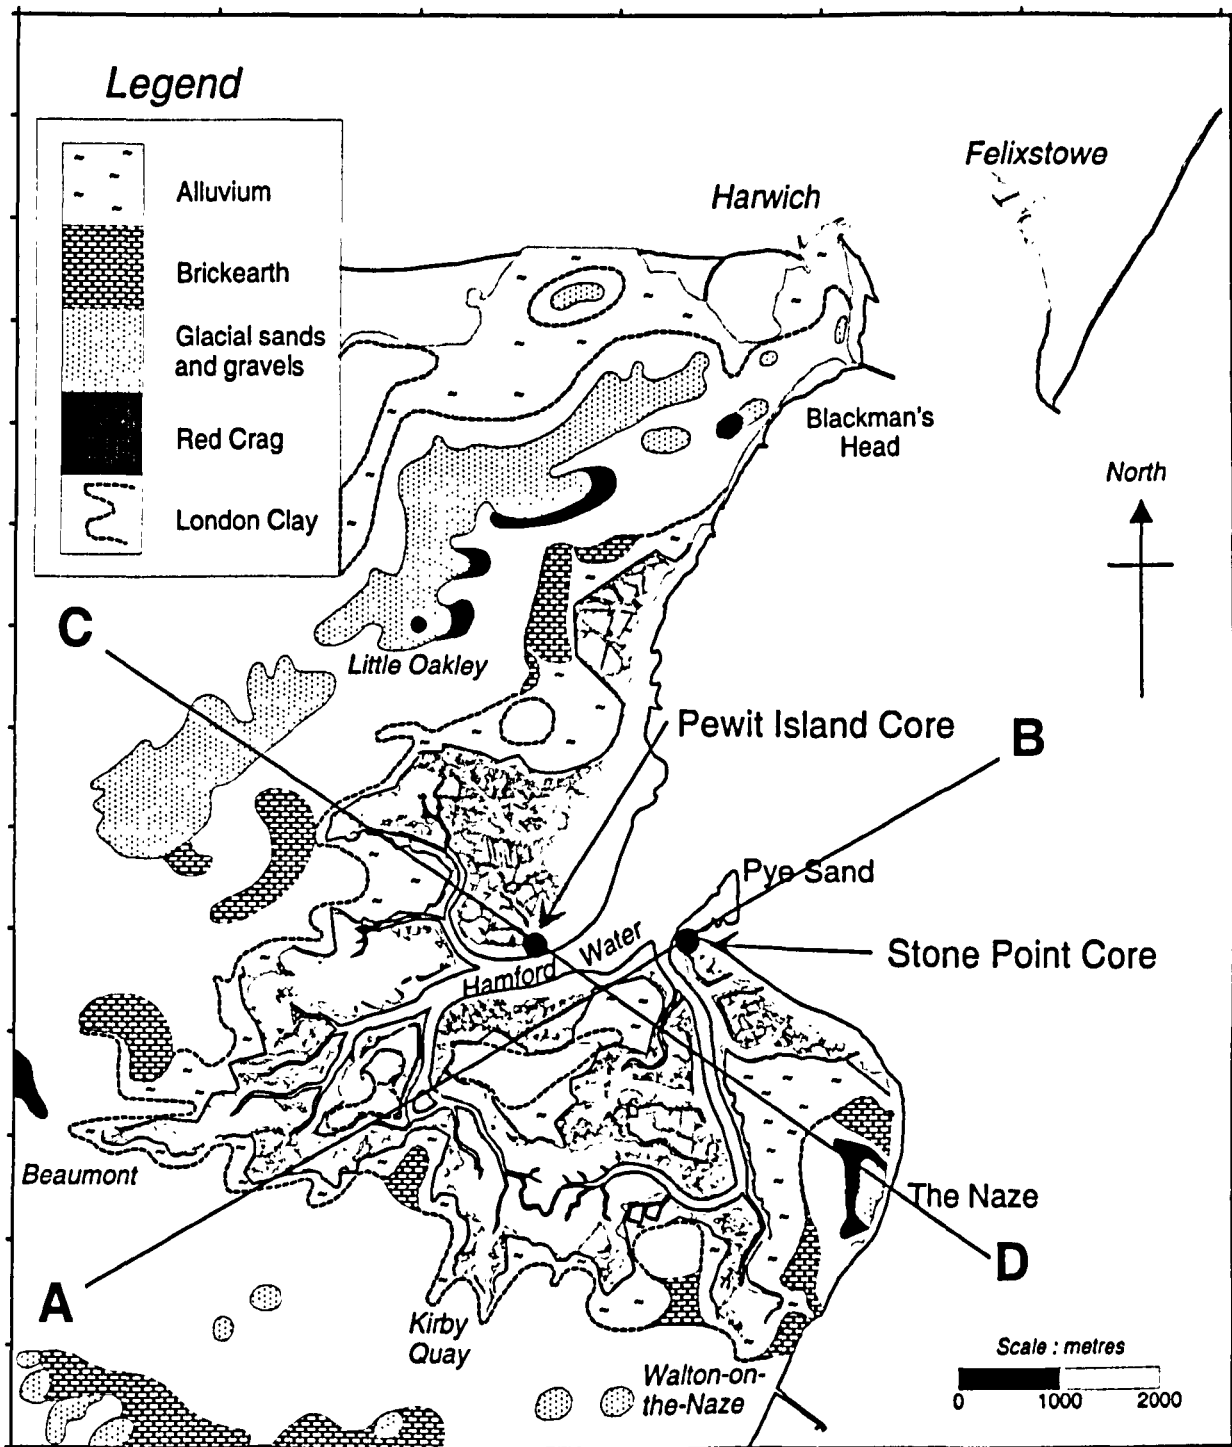 Legend
Alluvium
Brickearth
Glacial sands
and gravels
Red Crag
London Clay
Felixstowe
Harwich
Blackman's
Head
North
C
Little Oakley
Pewit Island Core
B
Pye Sand
Hamford Water
Stone Point Core
Beaumont
The Naze
A
D
Kirby
Quay
Walton-on-
the-Naze
Scale : metres
0 1000 2000